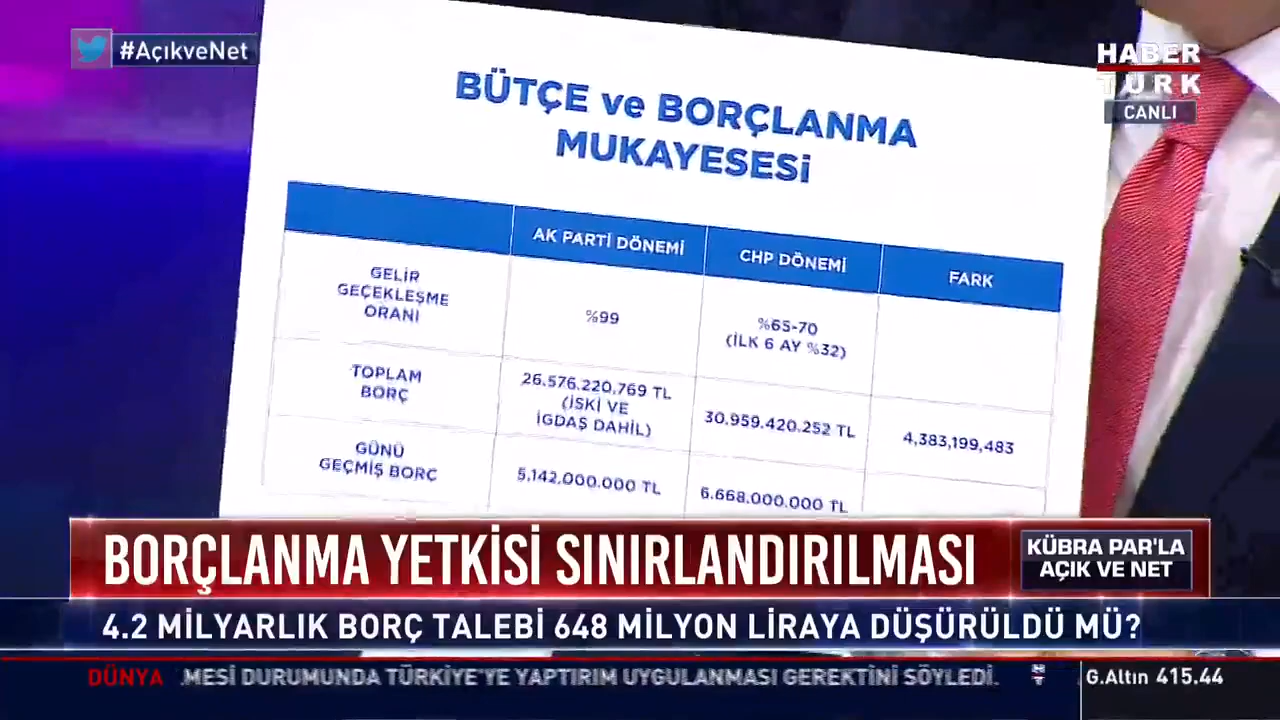 #AçıkveNet
HABER
TÜRK
CANLI
BÜTÇE ve BORÇLANMA
MUKAYESESİ
AK PARTİ DÖNEMİ
CHP DÖNEMİ
FARK
GELİR
GEÇEKLEŞME
ORANI
%99
%65-70
(İLK 6 AY %32)
TOPLAM
BORÇ
26.576.220.769 TL
(İSKİ VE
İGDAŞ DAHİL)
30.959.420.252 TL
4,383,199,483
GÜNÜ
GEÇMİŞ BORÇ
5.142.000.000 TL
6.668.000.000 TL
BORÇLANMA YETKİSİ SINIRLANDIRILMASI
KÜBRA PAR'LA
AÇIK VE NET
4.2 MİLYARLIK BORÇ TALEBİ 648 MİLYON LİRAYA DÜŞÜRÜLDÜ MÜ?
DÜNYA
MESİ DURUMUNDA TÜRKİYE'YE YAPTIRIM UYGULANMASI GEREKTİNİ SÖYLEDİ.
G.Altın 415.44